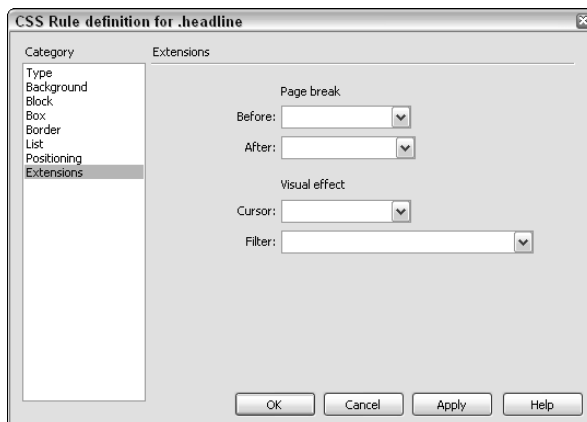 CSS Rule definition for .headline
Category
Extensions
Type
Background
Block
Box
Border
List
Positioning
Extensions
Page break
Before:
After:
Visual effect
Cursor:
Filter:
OK
Cancel
Apply
Help